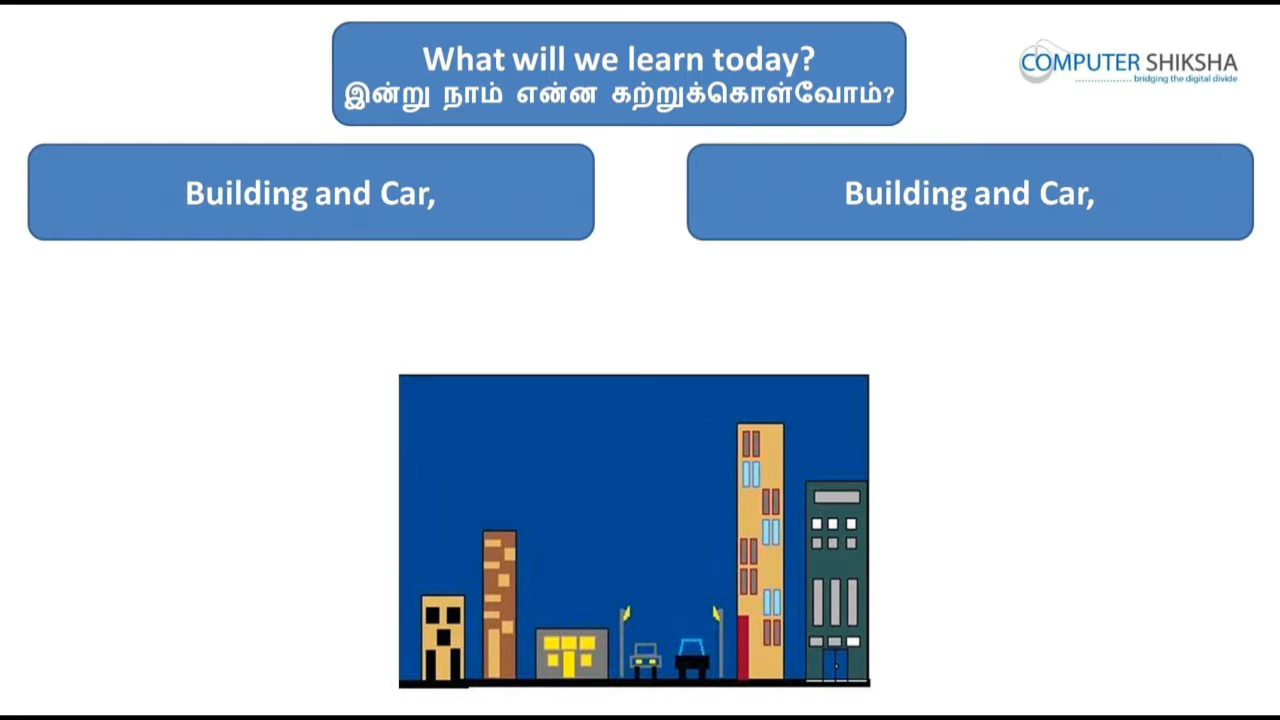 What will we learn today?
இன்று நாம் என்ன கற்றுக்கொள்வோம்?
COMPUTER SHIKSHA
bridging the digital divide
Building and Car,
Building and Car,